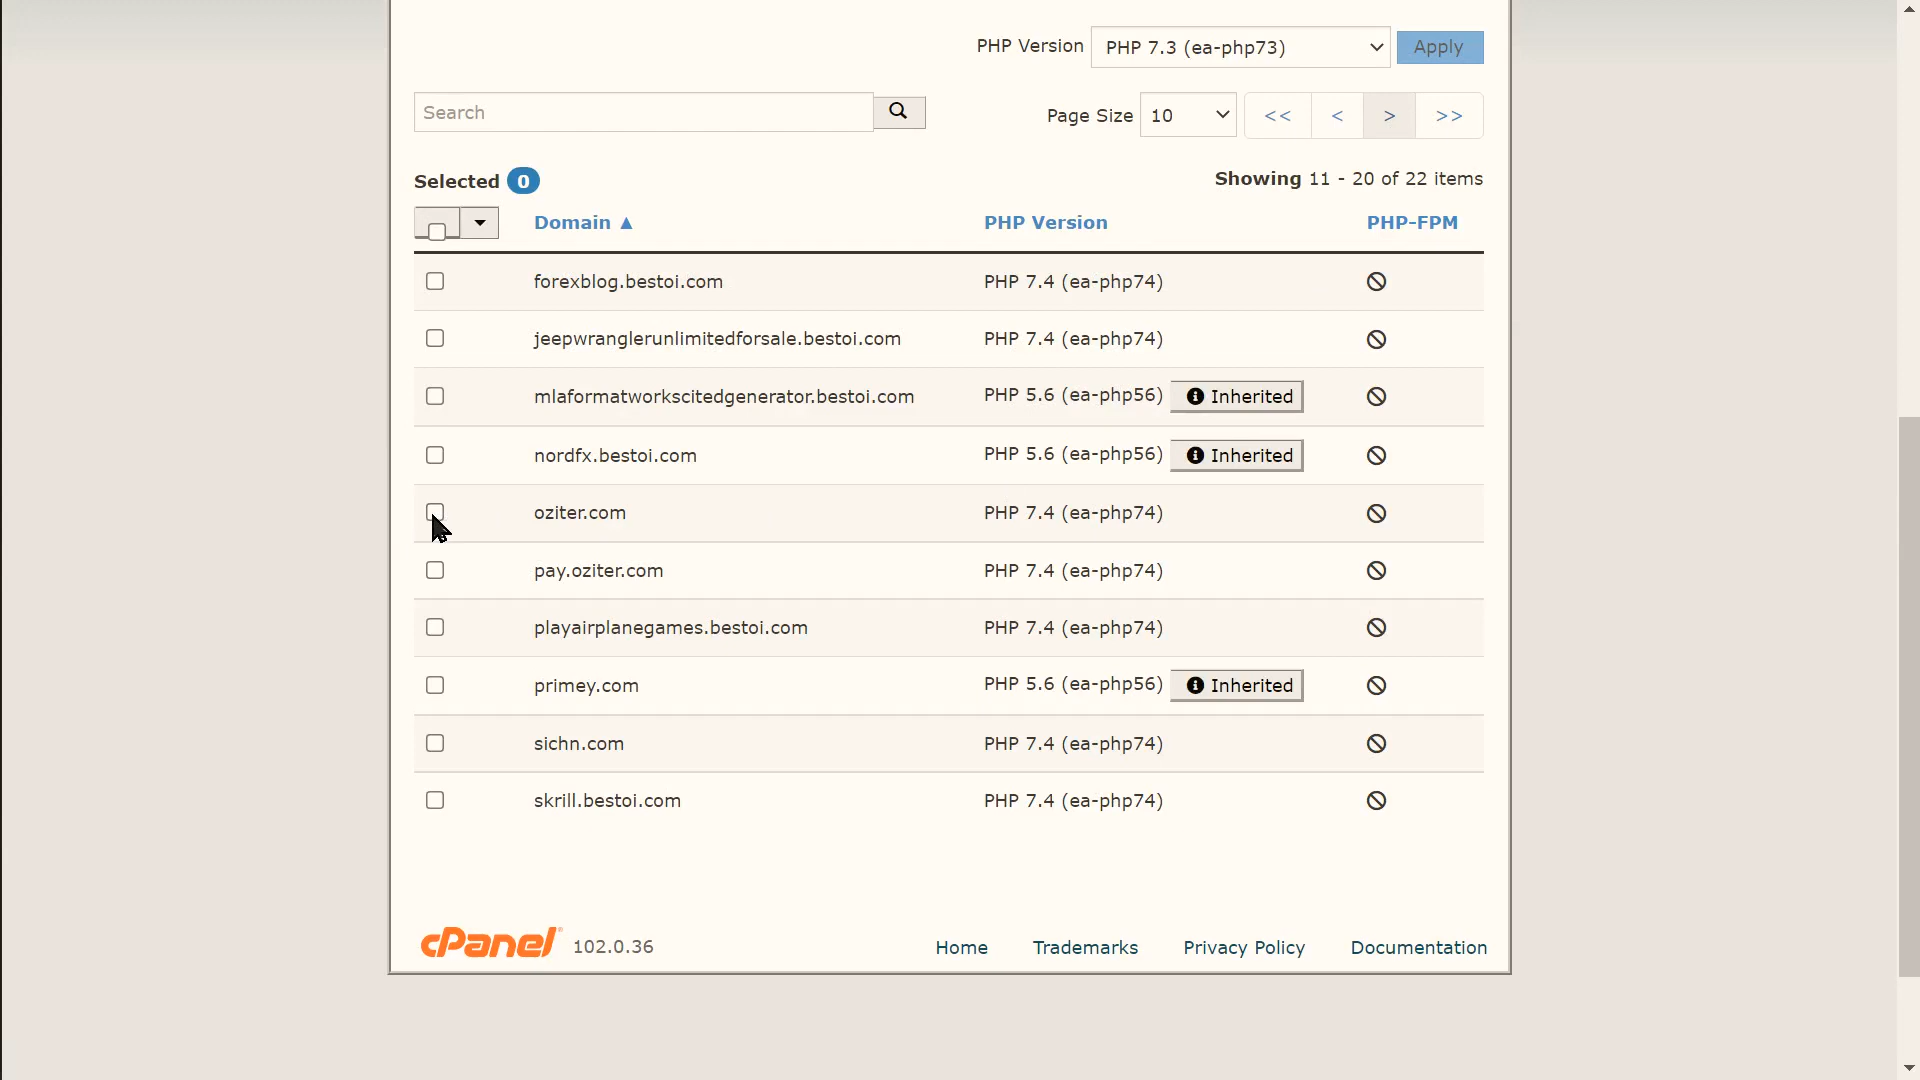 PHP Version PHP 7.3 (ea-php73) Apply
Search Page Size 10 << < > >>
Selected 0 Showing 11 - 20 of 22 items
Domain ▲ PHP Version PHP-FPM
forexblog.bestoi.com PHP 7.4 (ea-php74)
jeepwranglerunlimitedforsale.bestoi.com PHP 7.4 (ea-php74)
mlaformatworkscitedgenerator.bestoi.com PHP 5.6 (ea-php56) Inherited
nordfx.bestoi.com PHP 5.6 (ea-php56) Inherited
oziter.com PHP 7.4 (ea-php74)
pay.oziter.com PHP 7.4 (ea-php74)
playairplanegames.bestoi.com PHP 7.4 (ea-php74)
primey.com PHP 5.6 (ea-php56) Inherited
sichn.com PHP 7.4 (ea-php74)
skrill.bestoi.com PHP 7.4 (ea-php74)
cPanel 102.0.36 Home Trademarks Privacy Policy Documentation